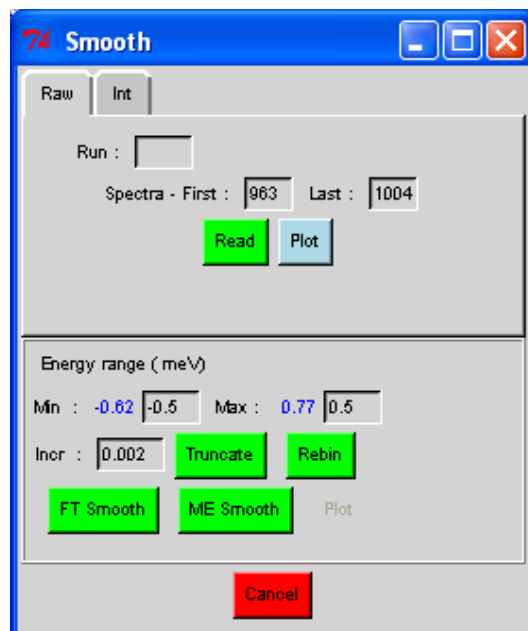 Smooth
Raw Int
Run :
Spectra - First : 963 Last : 1004
Read Plot
Energy range ( meV)
Min : -0.62 -0.5 Max : 0.77 0.5
Incr : 0.002 Truncate Rebin
FT Smooth ME Smooth Plot
Cancel